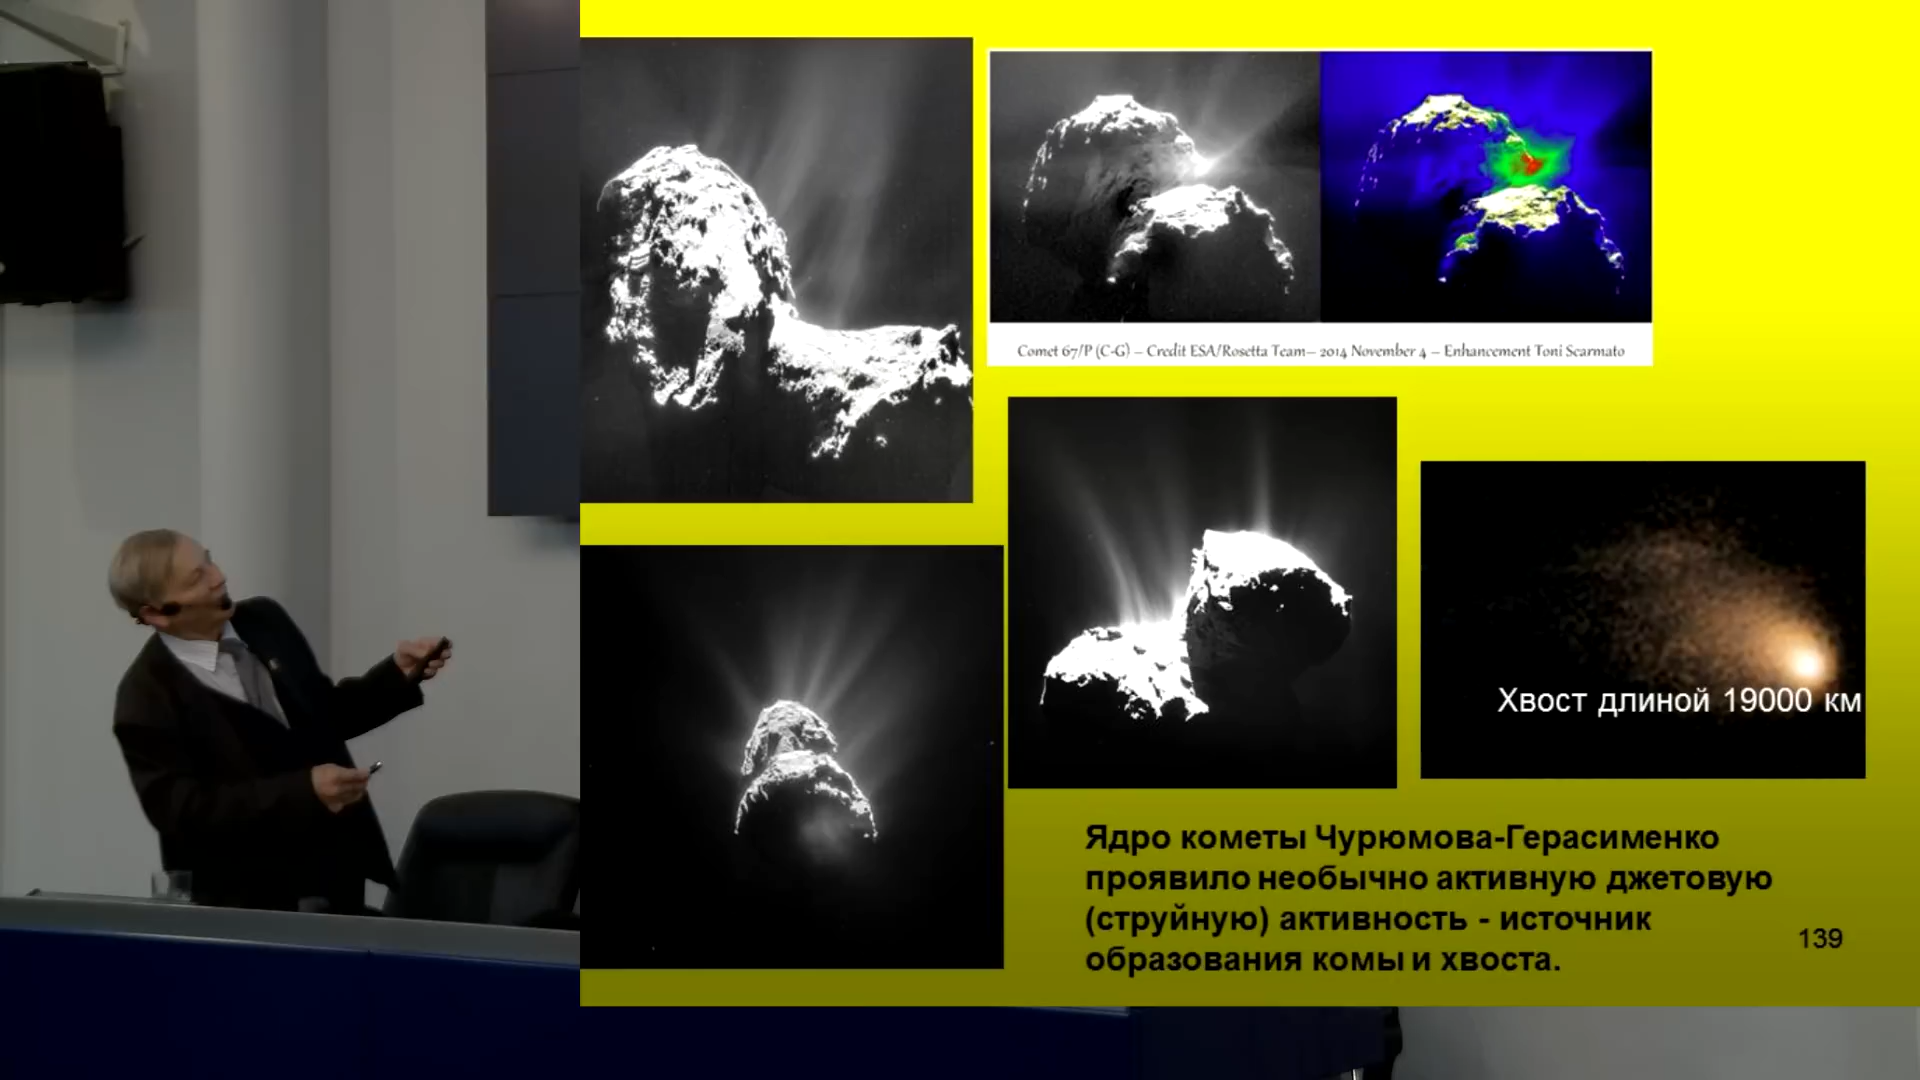 Comet 67/P (C-G) – Credit ESA/Rosetta Team– 2014 November 4 – Enhancement Toni Scarmato
Хвост длиной 19000 км
Ядро кометы Чурюмова-Герасименко
проявило необычно активную джетовую
(струйную) активность - источник
образования комы и хвоста.
139